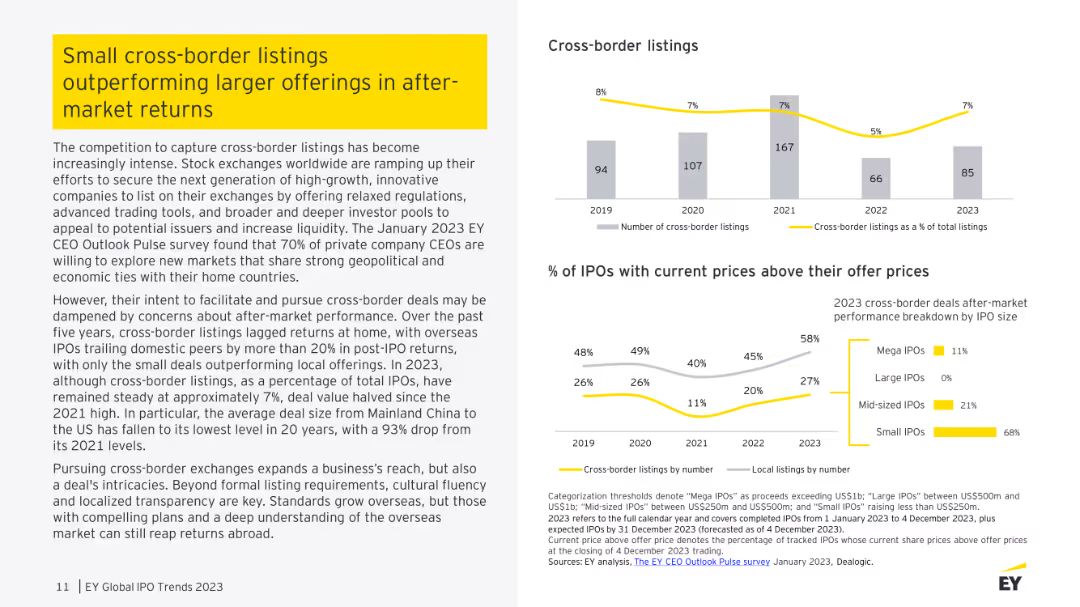 Small cross-border listings
outperforming larger offerings in after-
market returns
The competition to capture cross-border listings has become
increasingly intense. Stock exchanges worldwide are ramping up their
efforts to secure the next generation of high-growth, innovative
companies to list on their exchanges by offering relaxed regulations,
advanced trading tools, and broader and deeper investor pools to
appeal to potential issuers and increase liquidity. The January 2023 EY
CEO Outlook Pulse survey found that 70% of private company CEOs are
willing to explore new markets that share strong geopolitical and
economic ties with their home countries.
However, their intent to facilitate and pursue cross-border deals may be
dampened by concerns about after-market performance. Over the past
five years, cross-border listings lagged returns at home, with overseas
IPOs trailing domestic peers by more than 20% in post-IPO returns,
with only the small deals outperforming local offerings. In 2023,
although cross-border listings, as a percentage of total IPOs, have
remained steady at approximately 7%, deal value halved since the
2021 high. In particular, the average deal size from Mainland China to
the US has fallen to its lowest level in 20 years, with a 93% drop from
its 2021 levels.
Pursuing cross-border exchanges expands a business's reach, but also
a deal's intricacies. Beyond formal listing requirements, cultural fluency
and localized transparency are key. Standards grow overseas, but those
with compelling plans and a deep understanding of the overseas
market can still reap returns abroad.
11 | EY Global IPO Trends 2023
Cross-border listings
8% 7% 7% 5% 7%
94 107 167 66 85
2019 2020 2021 2022 2023
Number of cross-border listings Cross-border listings as a % of total listings
% of IPOs with current prices above their offer prices
2023 cross-border deals after-market
performance breakdown by IPO size
48% 49% 40% 45% 58%
26% 26% 11% 20% 27%
2019 2020 2021 2022 2023
Cross-border listings by number Local listings by number
Mega IPOs 11%
Large IPOs 0%
Mid-sized IPOs 21%
Small IPOs 68%
Categorization thresholds denote "Mega IPOs" as proceeds exceeding US$1b; "Large IPOs" between US$500m and
US$1b; "Mid-sized IPOs" between US$250m and US$500m; and "Small IPOs" raising less than US$250m.
2023 refers to the full calendar year and covers completed IPOs from 1 January 2023 to 4 December 2023, plus
expected IPOs by 31 December 2023 (forecasted as of 4 December 2023).
Current price above offer price denotes the percentage of tracked IPOs whose current share prices above offer prices
at the closing of 4 December 2023 trading.
Sources: EY analysis, The EY CEO Outlook Pulse survey January 2023, Dealogic.
EY